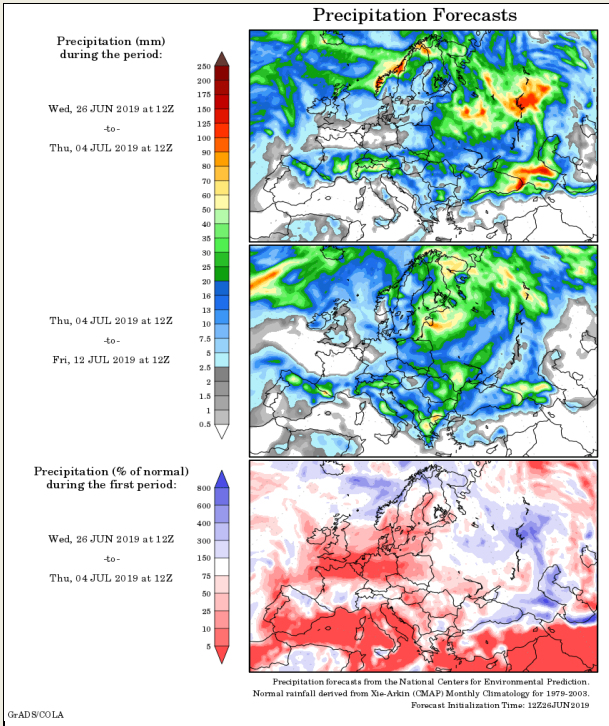 Precipitation Forecasts
Precipitation (mm)
during the period:
Wed, 26 JUN 2019 at 12Z
-to-
Thu, 04 JUL 2019 at 12Z
250
200
175
150
125
100
90
80
70
60
50
40
35
30
25
20
16
13
10
7.5
5
2.5
2
1.5
1
0.5
Thu, 04 JUL 2019 at 12Z
-to-
Fri, 12 JUL 2019 at 12Z
Precipitation (% of normal)
during the first period:
Wed, 26 JUN 2019 at 12Z
-to-
Thu, 04 JUL 2019 at 12Z
800
600
400
300
150
75
50
25
10
5
Precipitation forecasts from the National Centers for Environmental Prediction.
Normal rainfall derived from Xie-Arkin (CMAP) Monthly Climatology for 1979-2003.
Forecast Initialization Time: 12Z26JUN2019
GrADS/COLA